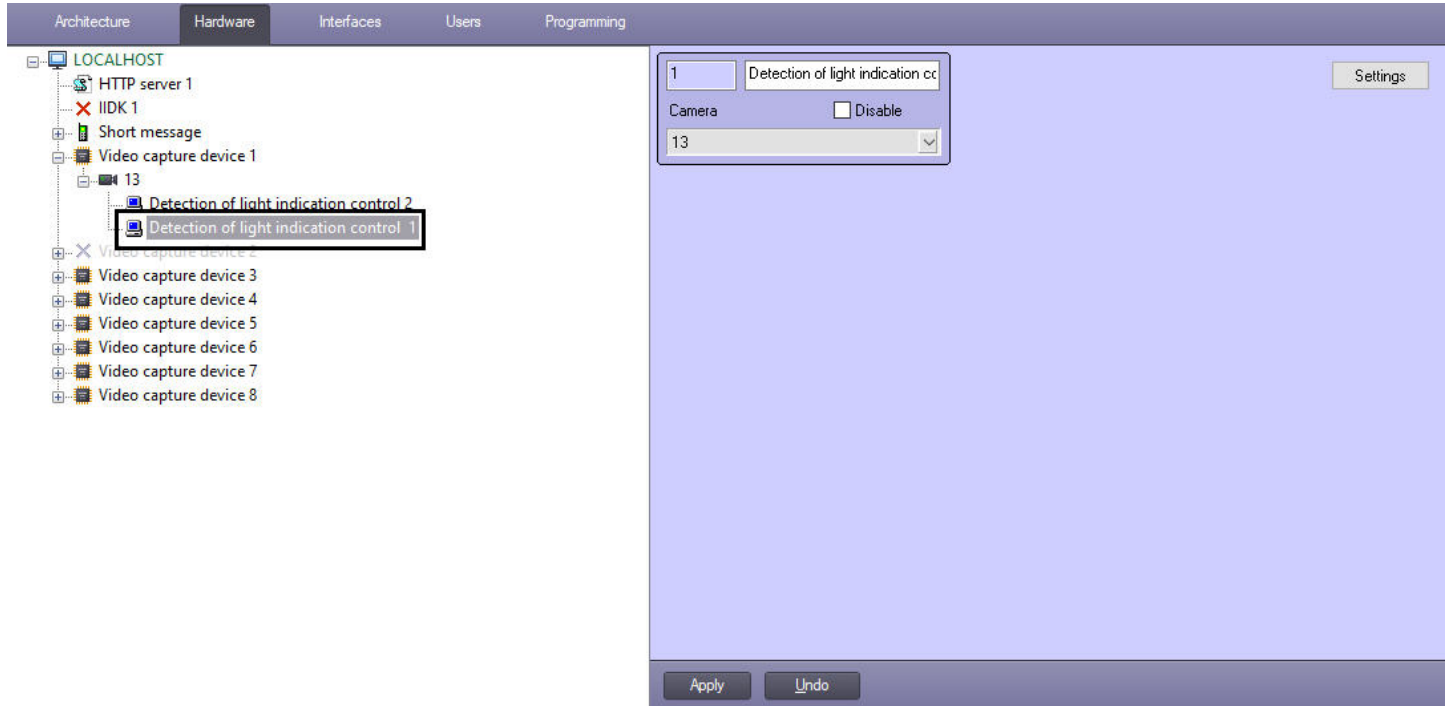 Architecture Hardware Interfaces Users Programming
LOCALHOST
HTTP server 1
IIDK 1
Short message
Video capture device 1
13
Detection of light indication control 2
Detection of light indication control 1
Video capture device 2
Video capture device 3
Video capture device 4
Video capture device 5
Video capture device 6
Video capture device 7
Video capture device 8
1 Detection of light indication cc
Settings
Camera Disable
13
Apply Undo